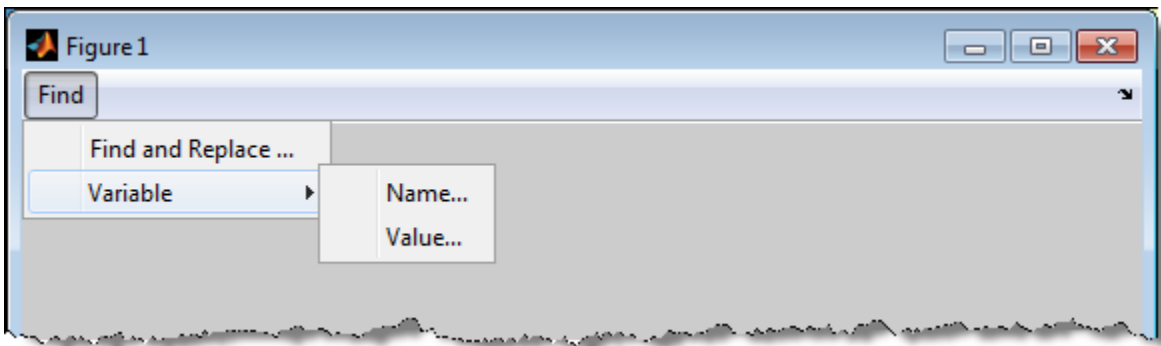 Figure 1
Find
Find and Replace ...
Variable
Name...
Value...